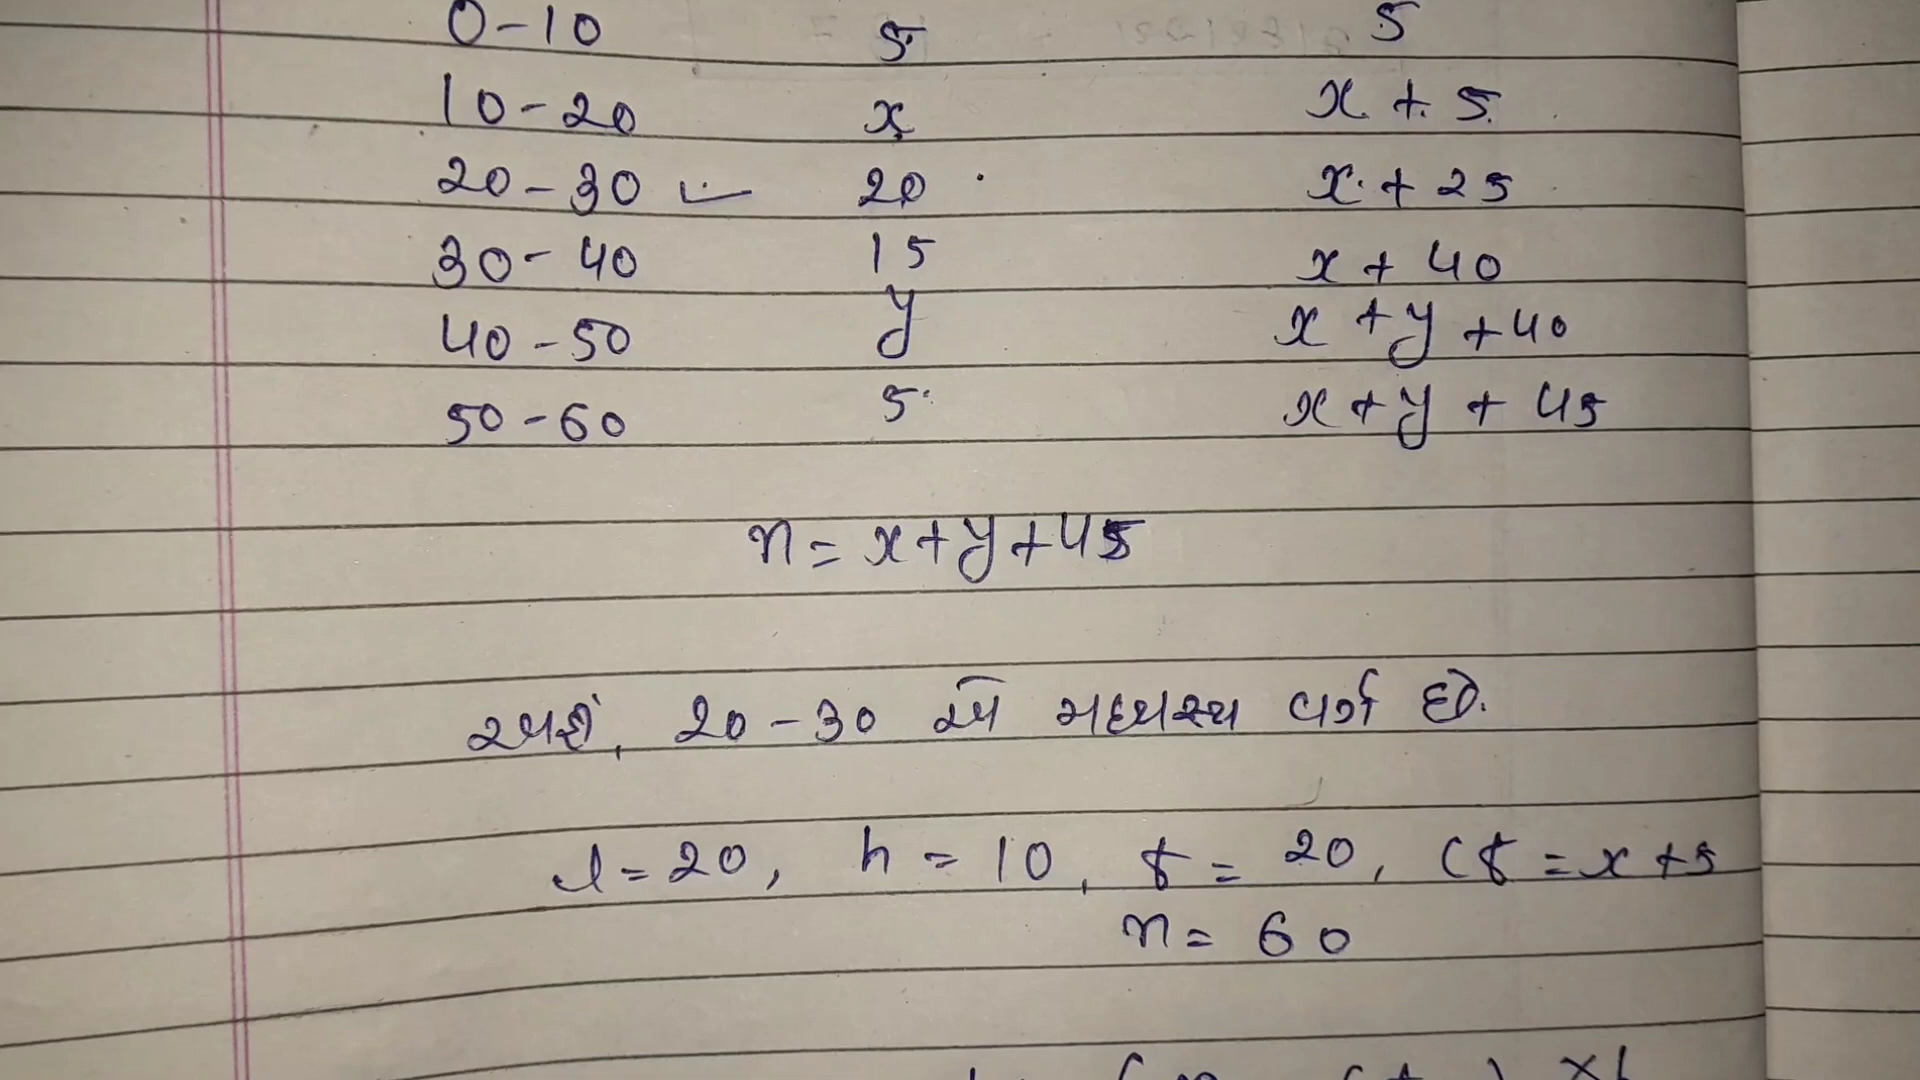 0-10 5 5
10-20 x x + 5
20-30 20 x + 25
30-40 15 x + 40
40-50 y x + y + 40
50-60 5 x + y + 45
n = x + y + 45
અહીં, 20-30 એ મધ્યસ્થ વર્ગ છે.
l = 20, h = 10, f = 20, cf = x + 5
n = 60